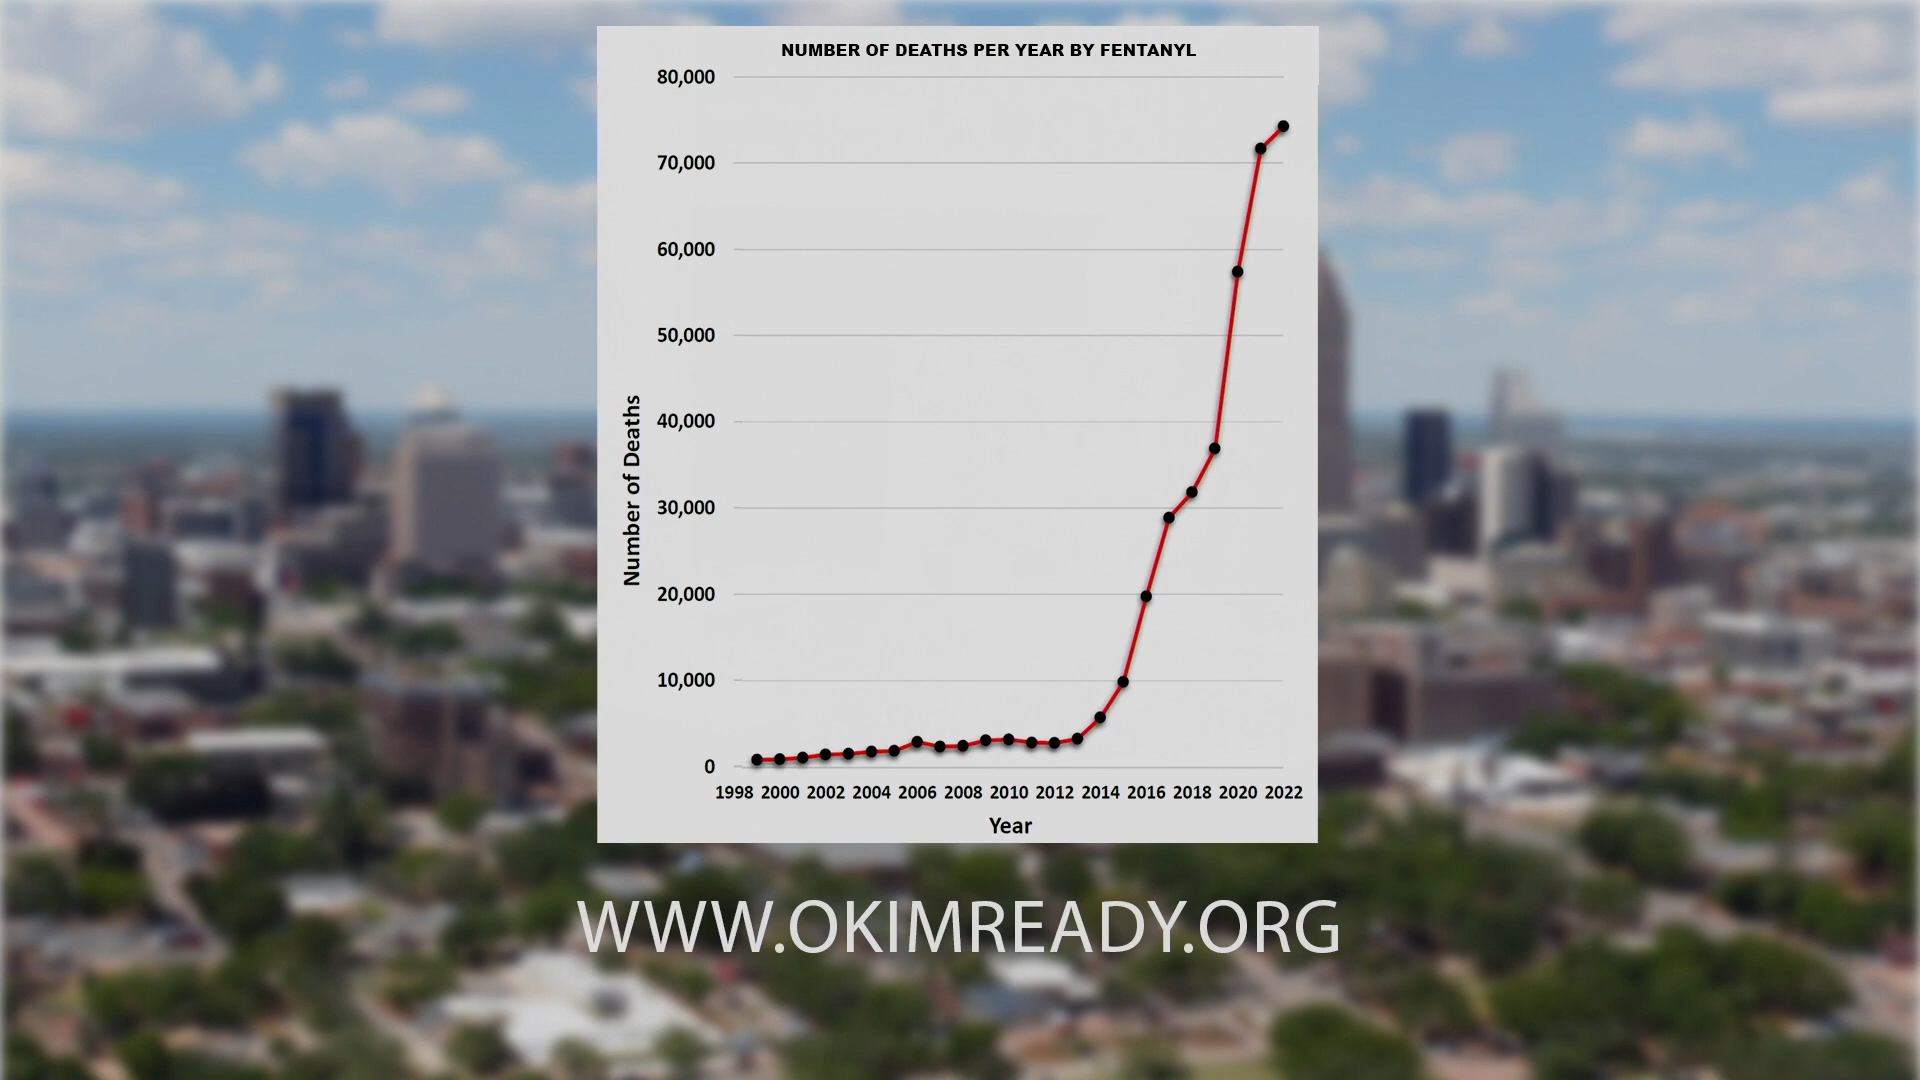 NUMBER OF DEATHS PER YEAR BY FENTANYL
80,000
70,000
60,000
50,000
40,000
30,000
20,000
10,000
0
Number of Deaths
1998 2000 2002 2004 2006 2008 2010 2012 2014 2016 2018 2020 2022
Year
WWW.OKIMREADY.ORG